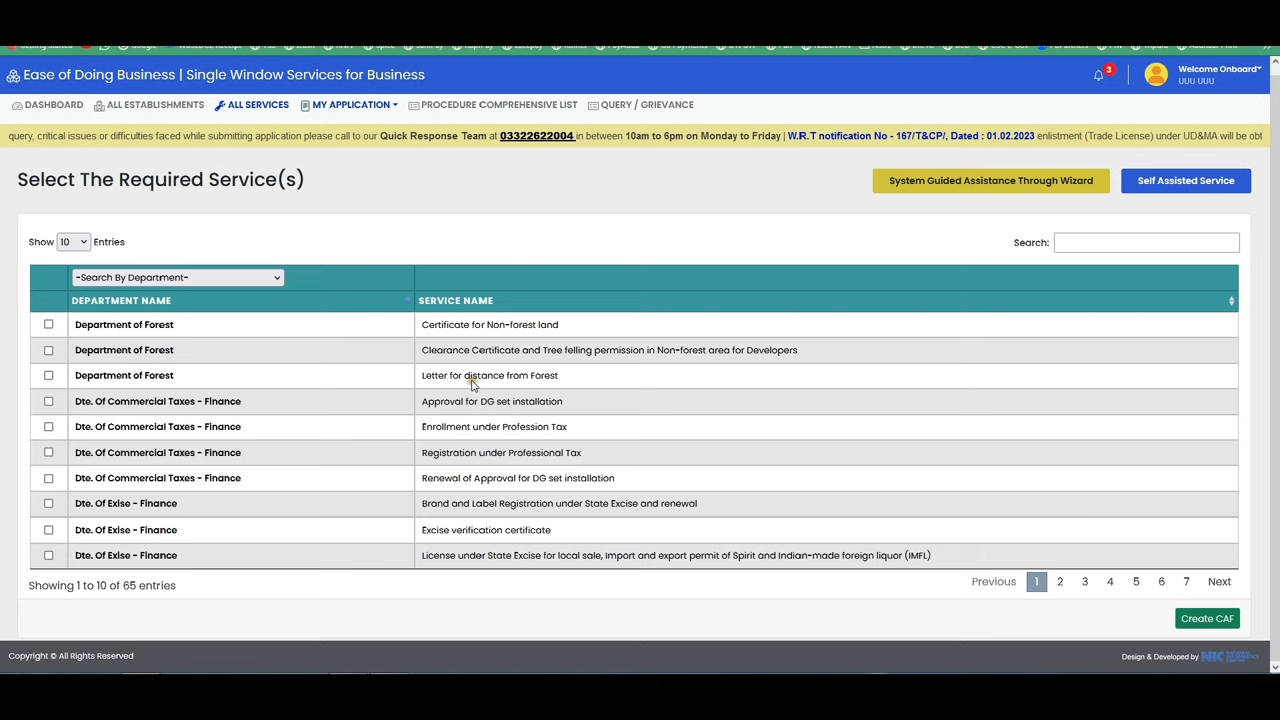 Ease of Doing Business | Single Window Services for Business
3
Welcome Onboard
UUU UUU
DASHBOARD ALL ESTABLISHMENTS ALL SERVICES MY APPLICATION PROCEDURE COMPREHENSIVE LIST QUERY / GRIEVANCE
query, critical issues or difficulties faced while submitting application please call to our Quick Response Team at 03322622004 in between 10am to 6pm on Monday to Friday | W.R.T notification No - 167/T&CP/, Dated : 01.02.2023 enlistment (Trade License) under UD&MA will be obt
Select The Required Service(s)
System Guided Assistance Through Wizard
Self Assisted Service
Show 10 Entries
Search:
-Search By Department-
DEPARTMENT NAME SERVICE NAME
Department of Forest Certificate for Non-forest land
Department of Forest Clearance Certificate and Tree felling permission in Non-forest area for Developers
Department of Forest Letter for distance from Forest
Dte. Of Commercial Taxes - Finance Approval for DG set installation
Dte. Of Commercial Taxes - Finance Enrollment under Profession Tax
Dte. Of Commercial Taxes - Finance Registration under Professional Tax
Dte. Of Commercial Taxes - Finance Renewal of Approval for DG set installation
Dte. Of Exise - Finance Brand and Label Registration under State Excise and renewal
Dte. Of Exise - Finance Excise verification certificate
Dte. Of Exise - Finance License under State Excise for local sale, Import and export permit of Spirit and Indian-made foreign liquor (IMFL)
Showing 1 to 10 of 65 entries
Previous 1 2 3 4 5 6 7 Next
Create CAF
Copyright © All Rights Reserved
Design & Developed by NIC